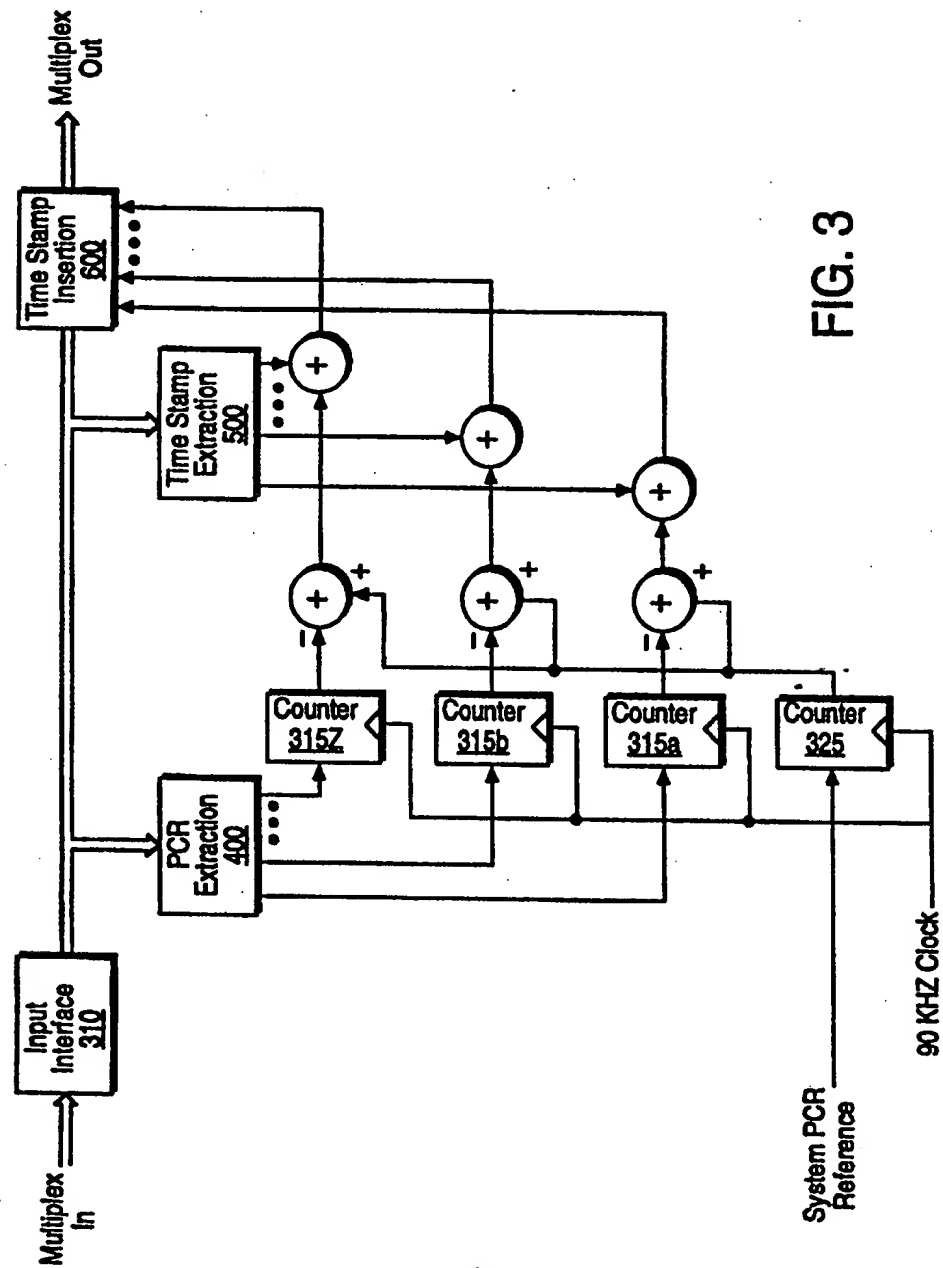 Multiplex
In
Input
Interface
310
PCR
Extraction
400
Time Stamp
Extraction
500
Time Stamp
Insertion
600
Multiplex
Out
Counter
315Z
Counter
315b
Counter
315a
Counter
325
−
+
+
+
−
+
+
+
−
+
+
+
System PCR
Reference
90 KHZ Clock
FIG. 3